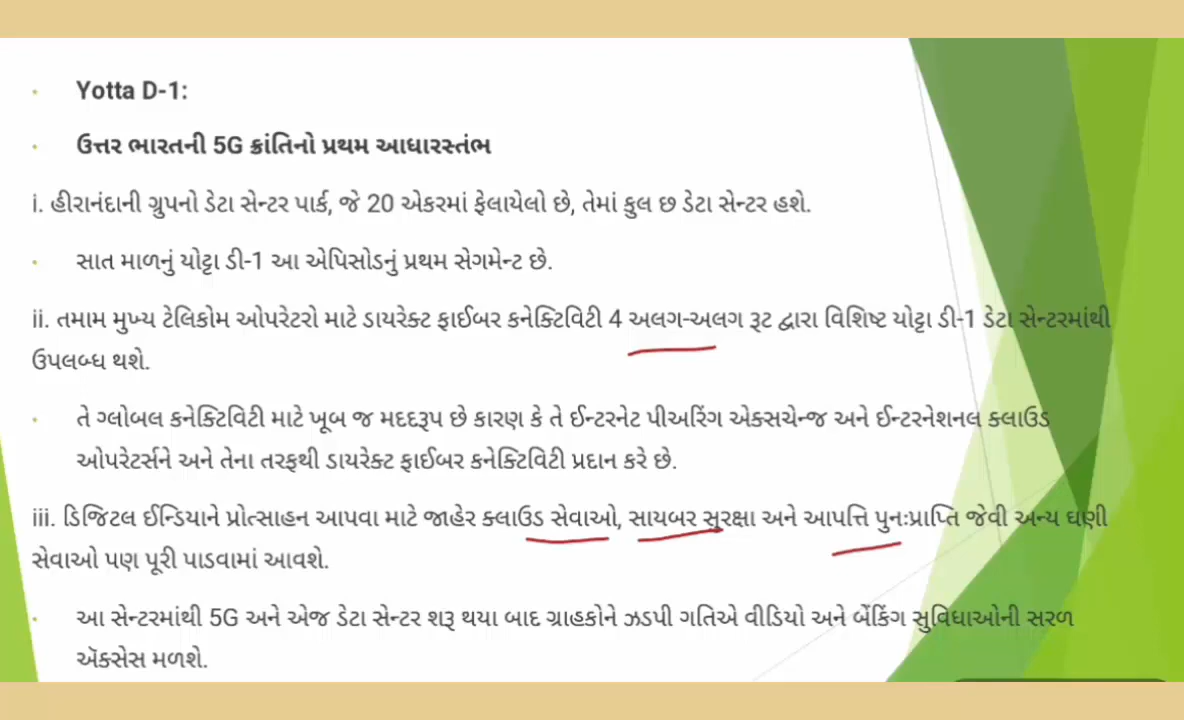 Yotta D-1:
ઉત્તર ભારતની 5G ક્રાંતિનો પ્રથમ આધારસ્તંભ
i. હીરાનંદાની ગ્રુપનો ડેટા સેન્ટર પાર્ક, જે 20 એકરમાં ફેલાયેલો છે, તેમાં કુલ છ ડેટા સેન્ટર હશે.
સાત માળનું યોટ્ટા ડી-1 આ એપિસોડનું પ્રથમ સેગમેન્ટ છે.
ii. તમામ મુખ્ય ટેલિકોમ ઓપરેટરો માટે ડાયરેક્ટ ફાઈબર કનેક્ટિવિટી 4 અલગ-અલગ રૂટ દ્વારા વિશિષ્ટ યોટ્ટા ડી-1 ડેટા સેન્ટરમાંથી
ઉપલબ્ધ થશે.
તે ગ્લોબલ કનેક્ટિવિટી માટે ખૂબ જ મદદરૂપ છે કારણ કે તે ઈન્ટરનેટ પીઅરિંગ એક્સચેન્જ અને ઈન્ટરનેશનલ ક્લાઉડ
ઓપરેટર્સને અને તેના તરફથી ડાયરેક્ટ ફાઈબર કનેક્ટિવિટી પ્રદાન કરે છે.
iii. ડિજિટલ ઈન્ડિયાને પ્રોત્સાહન આપવા માટે જાહેર ક્લાઉડ સેવાઓ, સાયબર સુરક્ષા અને આપત્તિ પુનઃપ્રાપ્તિ જેવી અન્ય ઘણી
સેવાઓ પણ પૂરી પાડવામાં આવશે.
આ સેન્ટરમાંથી 5G અને એજ ડેટા સેન્ટર શરૂ થયા બાદ ગ્રાહકોને ઝડપી ગતિએ વીડિયો અને બેંકિંગ સુવિધાઓની સરળ
ઍક્સેસ મળશે.